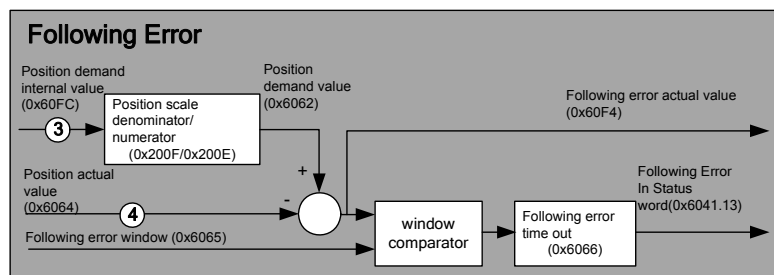 Following Error
Position demand
internal value
(0x60FC)
3
Position scale
denominator/
numerator
(0x200F/0x200E)
Position
demand value
(0x6062)
Following error actual value
(0x60F4)
+
Position actual
value
(0x6064)
4
-
Following error window (0x6065)
window
comparator
Following error
time out
(0x6066)
Following Error
In Status
word(0x6041.13)